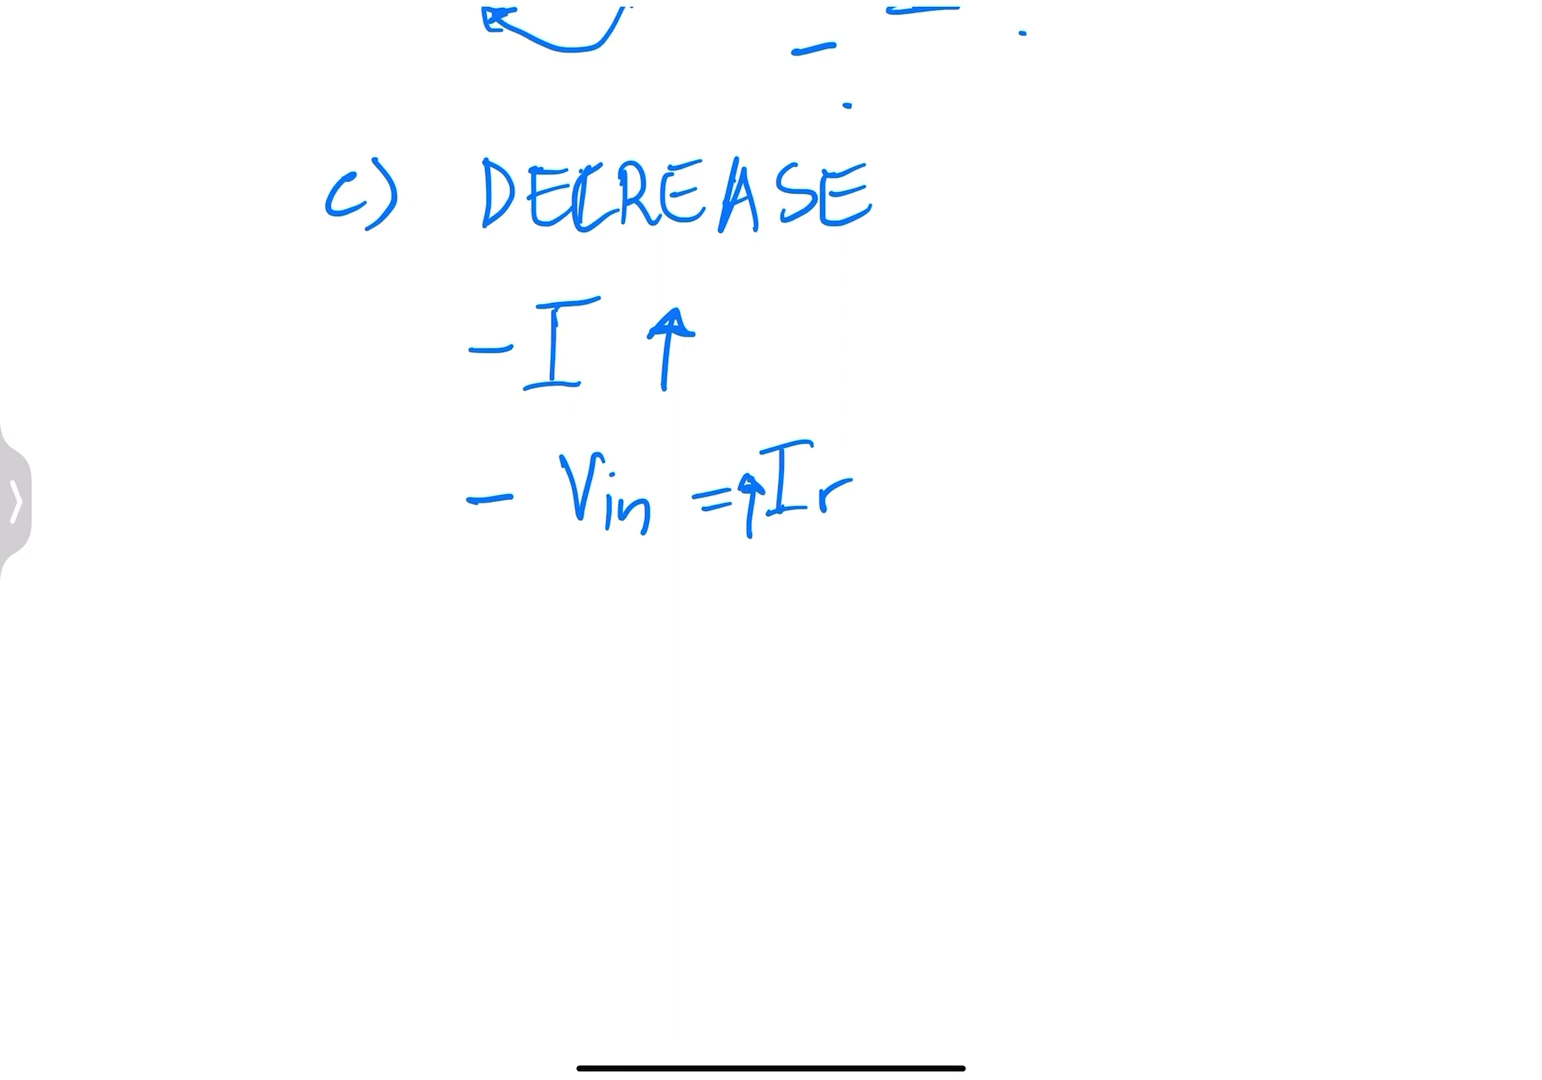 c) DECREASE
- I ↑
- Vin = ↑Ir